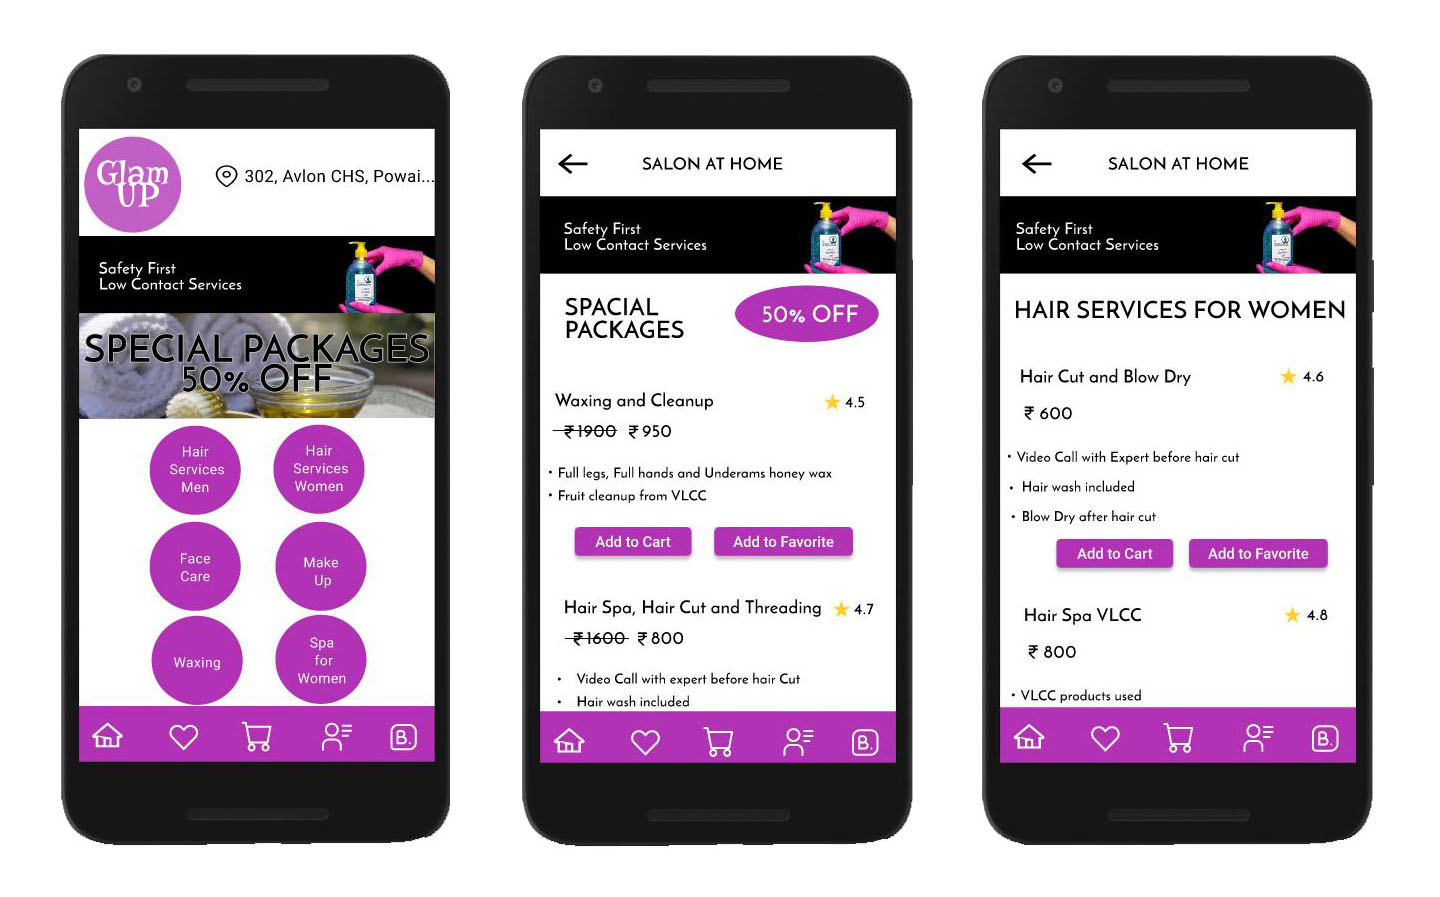 Glam
UP
302, Avlon CHS, Powai...
Safety First
Low Contact Services
SPECIAL PACKAGES
50% OFF
Hair
Services
Men
Hair
Services
Women
Face
Care
Make
Up
Waxing
Spa
for
Women
B.
SALON AT HOME
Safety First
Low Contact Services
SPACIAL
PACKAGES
50% OFF
Waxing and Cleanup
4.5
₹1900 ₹950
• Full legs, Full hands and Underams honey wax
• Fruit cleanup from VLCC
Add to Cart
Add to Favorite
Hair Spa, Hair Cut and Threading
4.7
₹1600 ₹800
• Video Call with expert before hair Cut
• Hair wash included
B.
SALON AT HOME
Safety First
Low Contact Services
HAIR SERVICES FOR WOMEN
Hair Cut and Blow Dry
4.6
₹ 600
• Video Call with Expert before hair cut
• Hair wash included
• Blow Dry after hair cut
Add to Cart
Add to Favorite
Hair Spa VLCC
4.8
₹ 800
• VLCC products used
B.